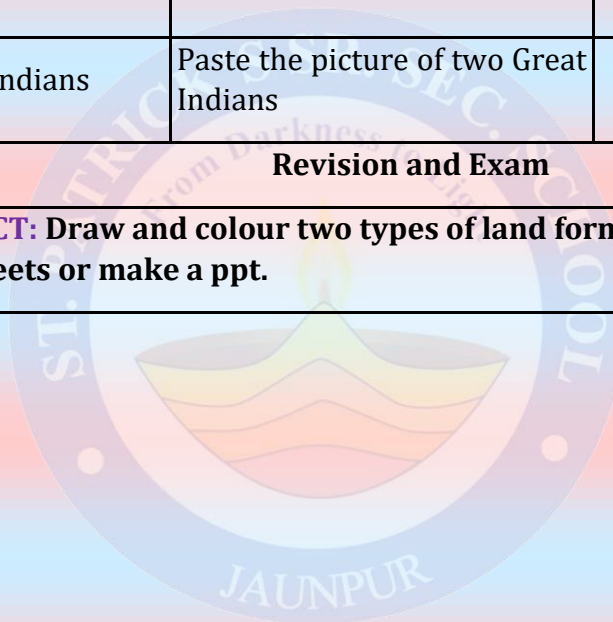 ndians
Paste the picture of two Great
Indians
Revision and Exam
CT: Draw and colour two types of land form
eets or make a ppt.
ST. PATRICK'S SR. SEC. SCHOOL
From Darkness to Light
JAUNPUR